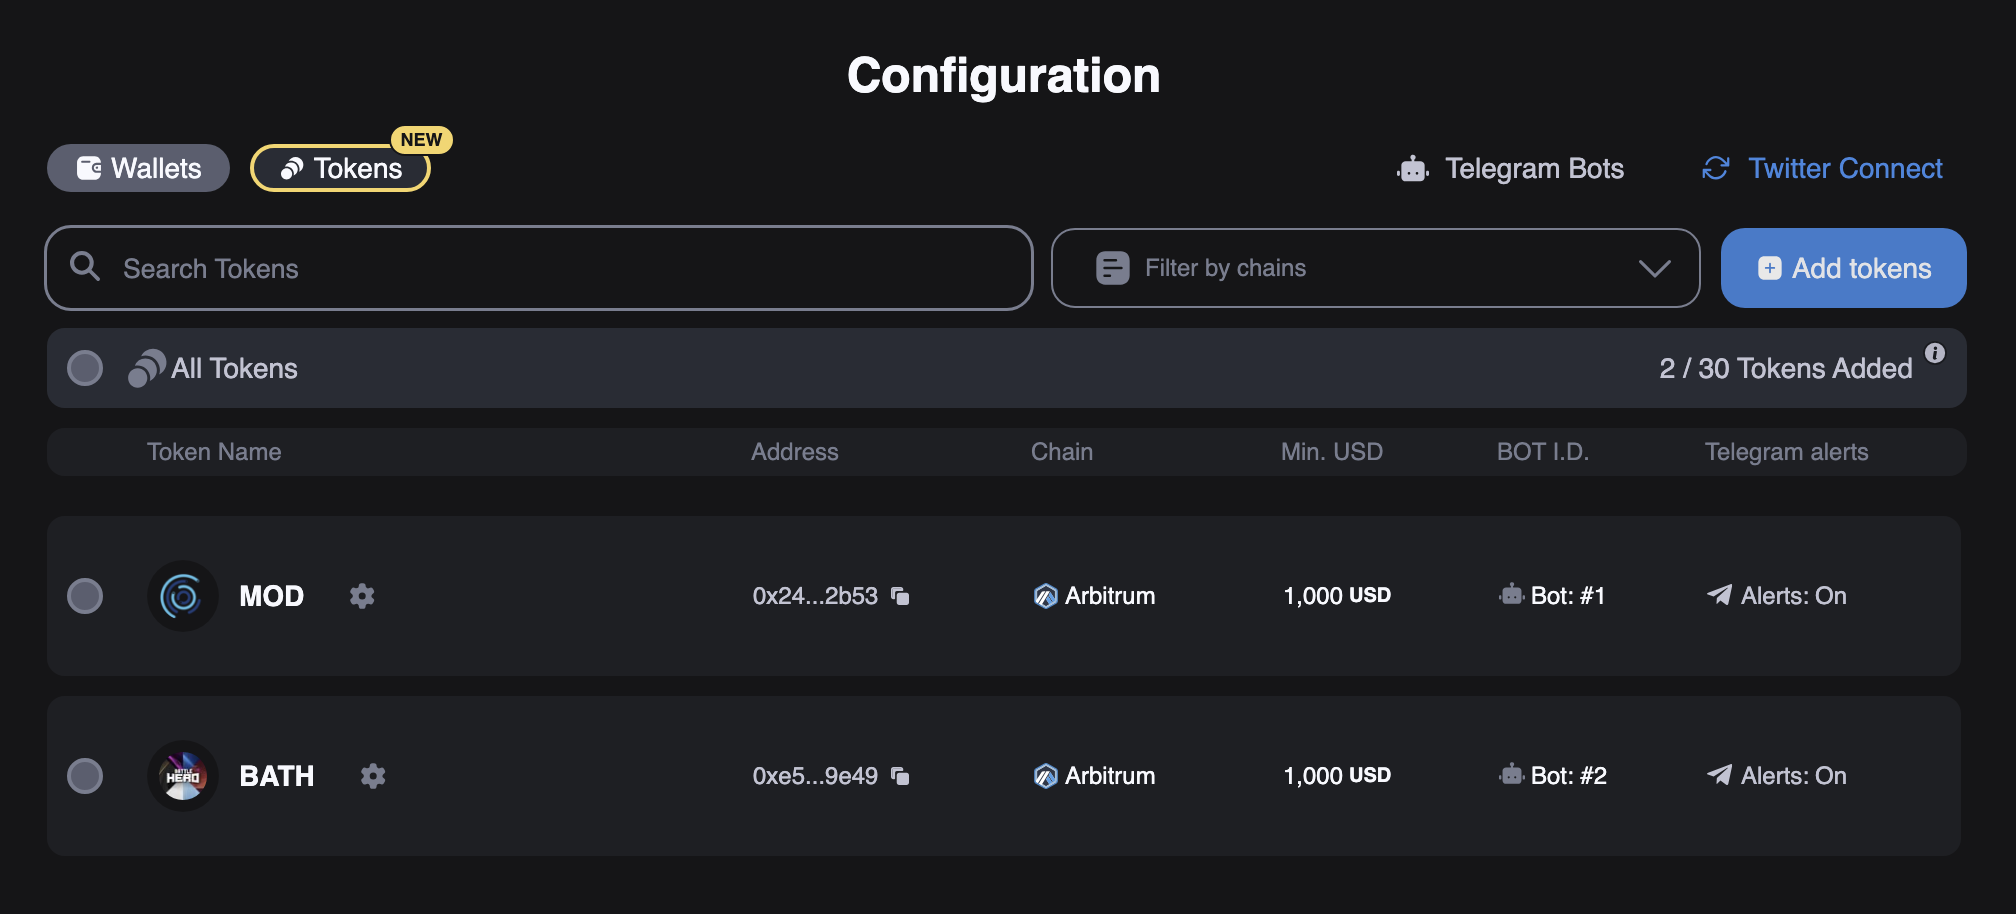 Configuration
Wallets
Tokens
NEW
Telegram Bots
Twitter Connect
Search Tokens
Filter by chains
Add tokens
All Tokens
2 / 30 Tokens Added
Token Name Address Chain Min. USD BOT I.D. Telegram alerts
MOD 0x24...2b53 Arbitrum 1,000 USD Bot: #1 Alerts: On
BATTLE
HERO
BATH 0xe5...9e49 Arbitrum 1,000 USD Bot: #2 Alerts: On